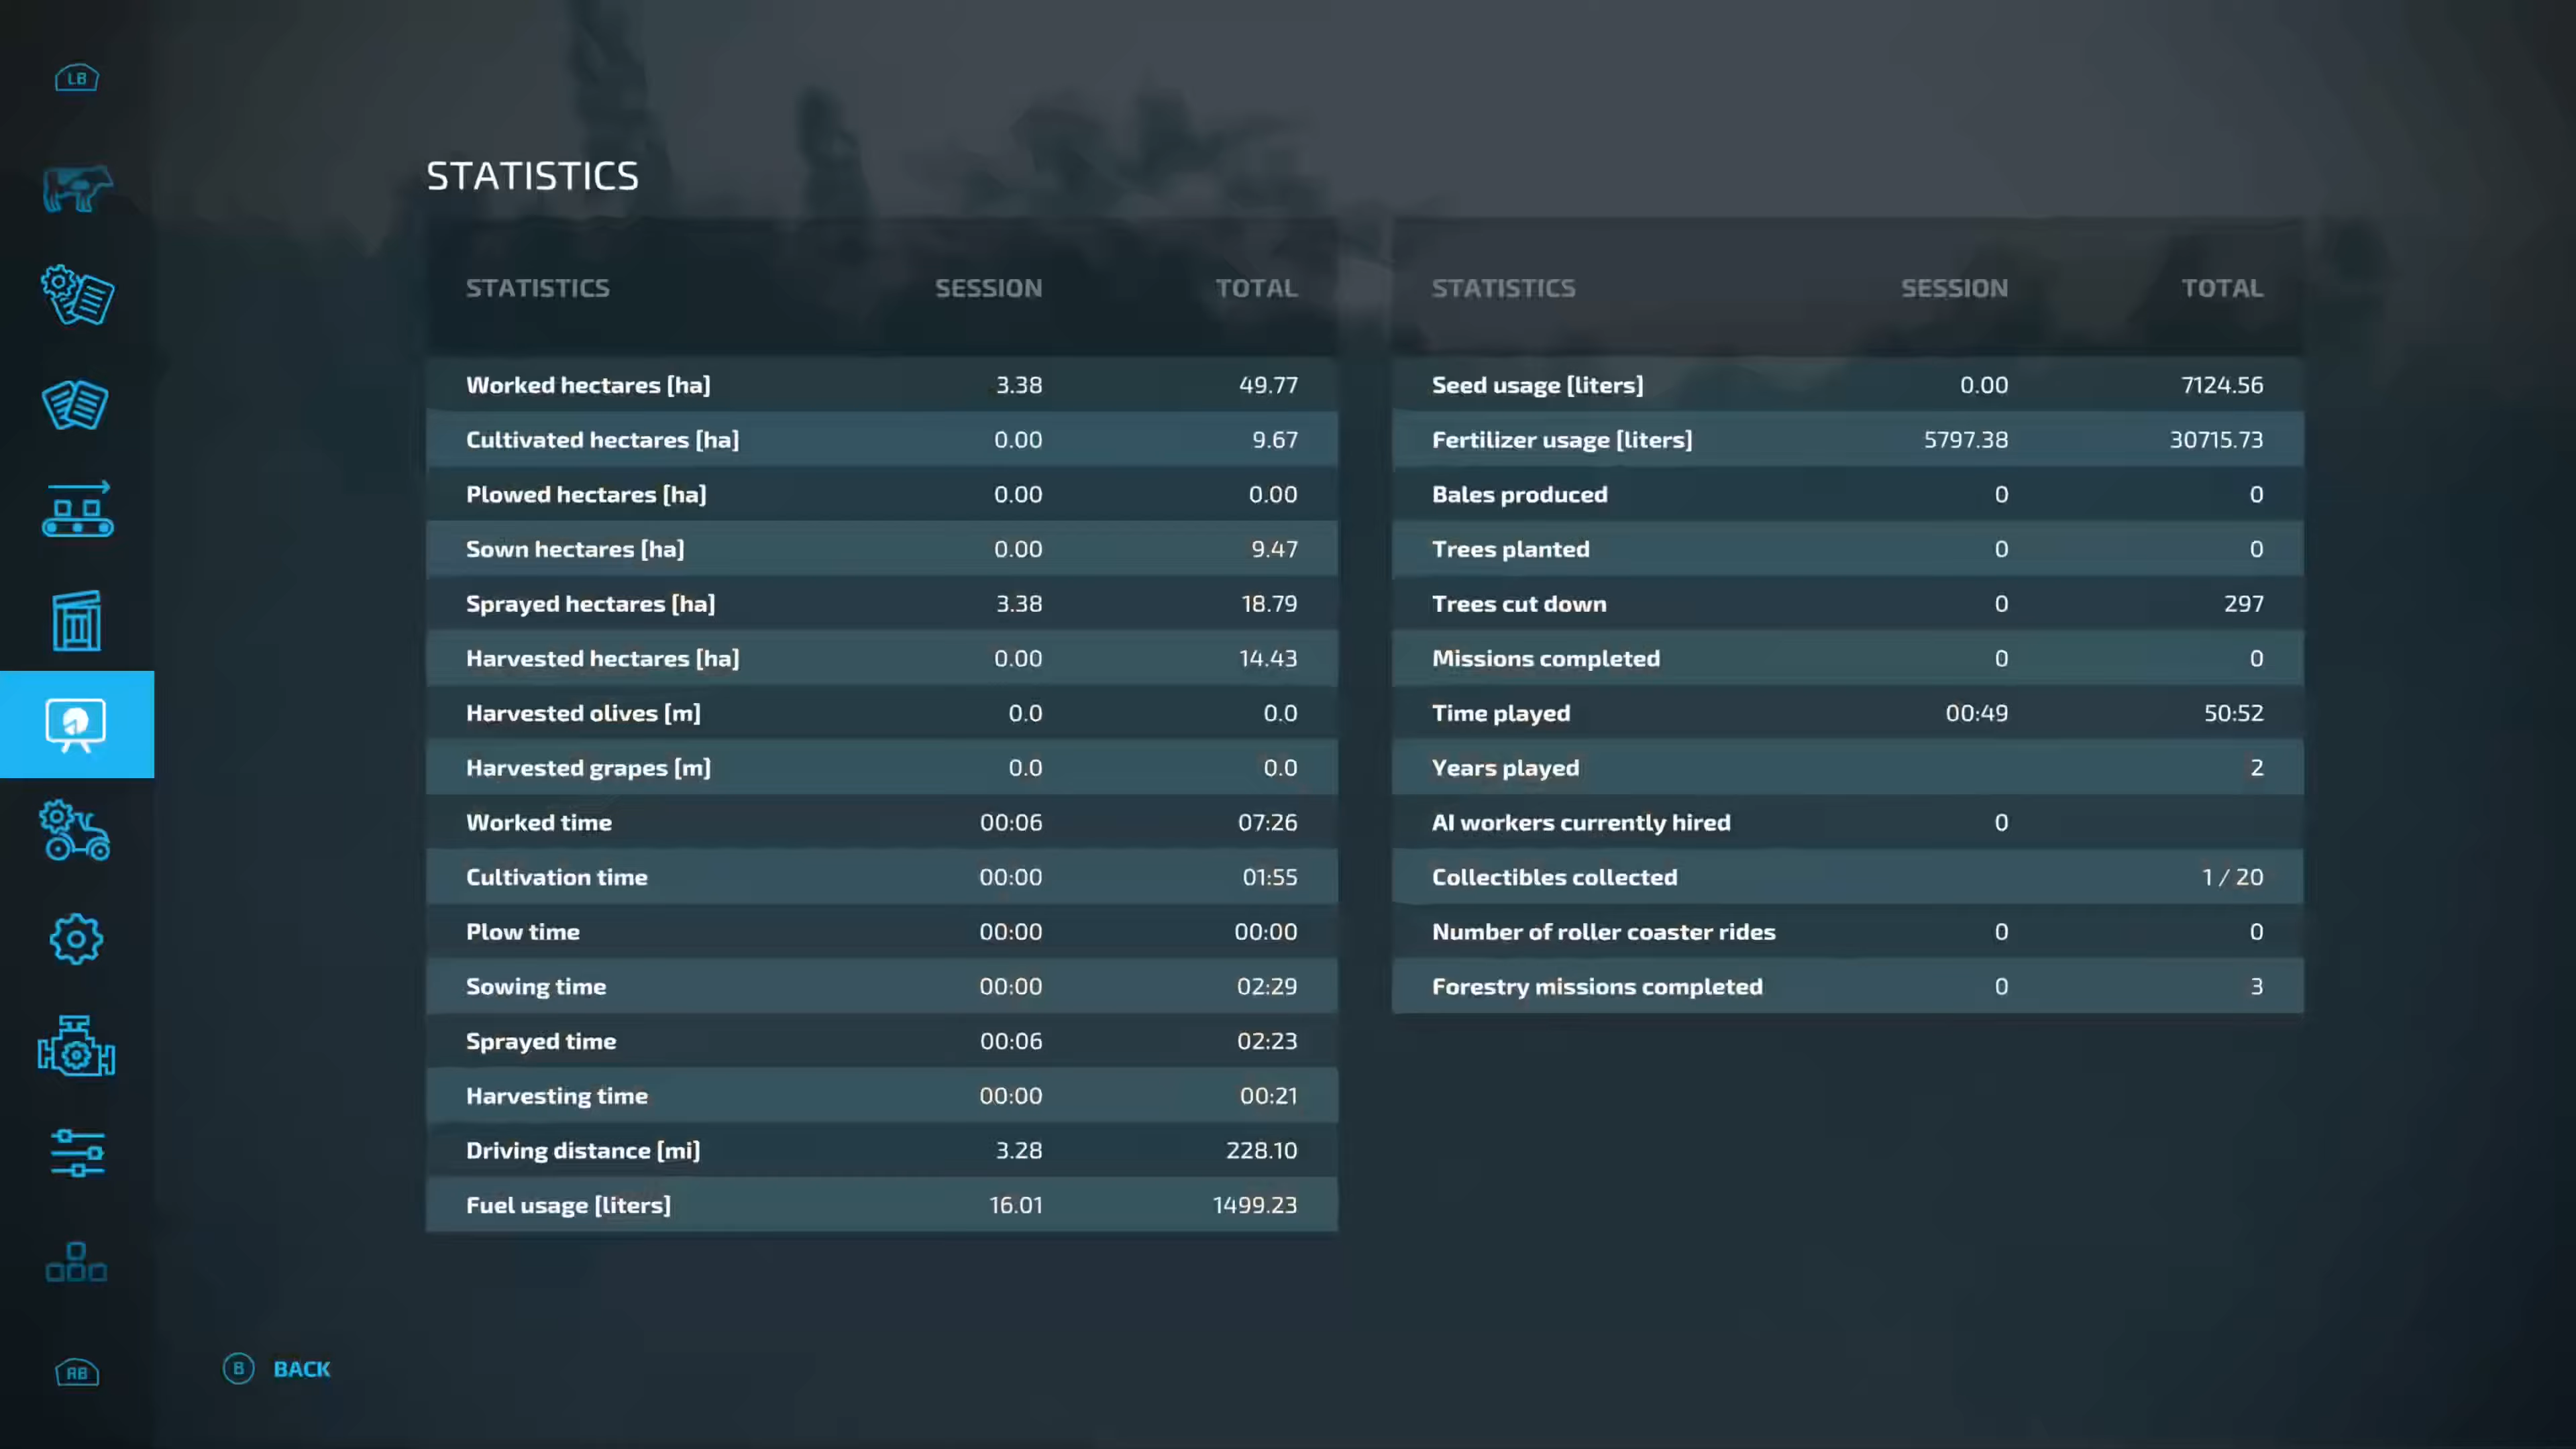 LB
STATISTICS
STATISTICS SESSION TOTAL
Worked hectares [ha] 3.38 49.77
Cultivated hectares [ha] 0.00 9.67
Plowed hectares [ha] 0.00 0.00
Sown hectares [ha] 0.00 9.47
Sprayed hectares [ha] 3.38 18.79
Harvested hectares [ha] 0.00 14.43
Harvested olives [m] 0.0 0.0
Harvested grapes [m] 0.0 0.0
Worked time 00:06 07:26
Cultivation time 00:00 01:55
Plow time 00:00 00:00
Sowing time 00:00 02:29
Sprayed time 00:06 02:23
Harvesting time 00:00 00:21
Driving distance [mi] 3.28 228.10
Fuel usage [liters] 16.01 1499.23
STATISTICS SESSION TOTAL
Seed usage [liters] 0.00 7124.56
Fertilizer usage [liters] 5797.38 30715.73
Bales produced 0 0
Trees planted 0 0
Trees cut down 0 297
Missions completed 0 0
Time played 00:49 50:52
Years played 2
AI workers currently hired 0
Collectibles collected 1 / 20
Number of roller coaster rides 0 0
Forestry missions completed 0 3
RB
B BACK